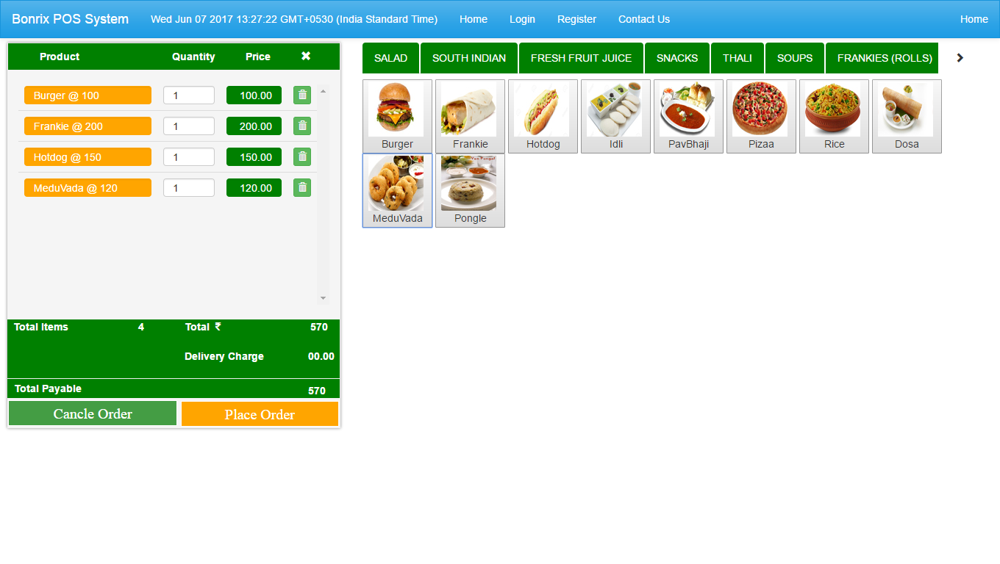 Bonrix POS System Wed Jun 07 2017 13:27:22 GMT+0530 (India Standard Time) Home Login Register Contact Us Home
Product Quantity Price ✖
Burger @ 100 1 100.00
Frankie @ 200 1 200.00
Hotdog @ 150 1 150.00
MeduVada @ 120 1 120.00
Total Items 4 Total ₹ 570
Delivery Charge 00.00
Total Payable 570
Cancle Order Place Order
SALAD SOUTH INDIAN FRESH FRUIT JUICE SNACKS THALI SOUPS FRANKIES (ROLLS)
Burger Frankie Hotdog Idli PavBhaji Pizaa Rice Dosa
Ven Pongal
MeduVada Pongle